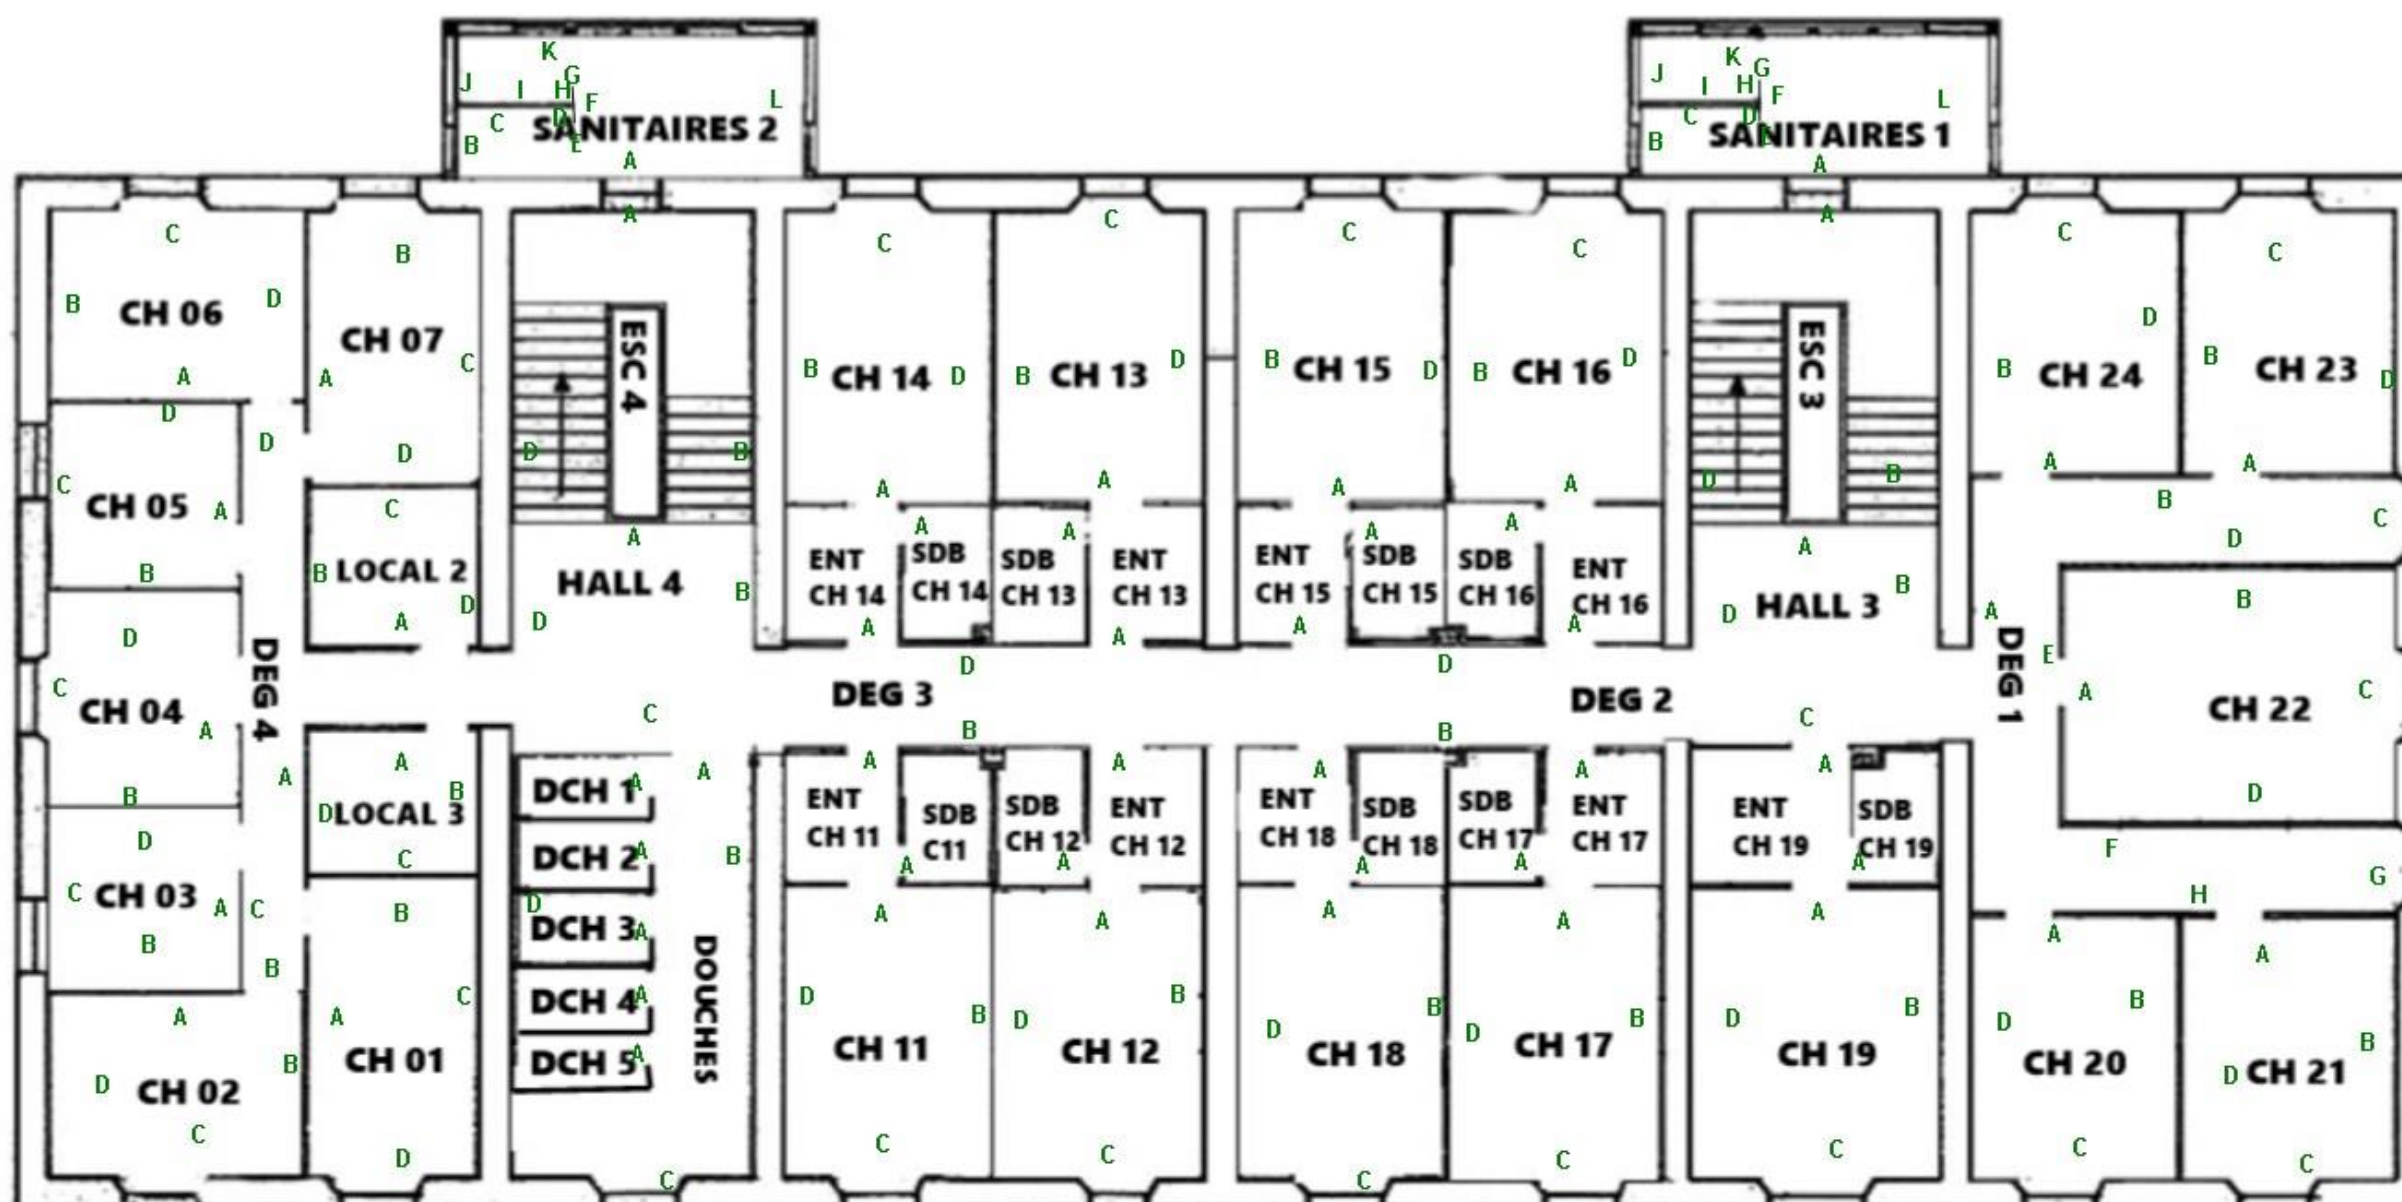 K
J
G
I
H
F
L
C
D
SANITAIRES 2
B
E
A
K
J
G
I
H
F
L
C
D
SANITAIRES 1
B
E
A
C
B
D
CH 06
A
B
CH 07
C
A
D
A
ESC 4
D
B
A
C
B
CH 14
D
A
C
B
CH 13
D
A
C
B
CH 15
D
A
C
B
CH 16
D
A
A
ESC 3
D
B
A
C
B
CH 24
D
A
C
B
CH 23
D
A
D
C
CH 05
A
B
D
C
B
LOCAL 2
D
A
HALL 4
B
D
C
ENT
CH 14
A
A
SDB
CH 14
A
SDB
CH 13
ENT
CH 13
A
ENT
CH 15
A
A
SDB
CH 15
A
SDB
CH 16
ENT
CH 16
A
HALL 3
B
D
C
B
C
D
A
DEG 1
E
F
G
H
B
A
CH 22
C
D
D
C
CH 04
A
B
DEG 4
A
D
DEG 3
B
D
DEG 2
B
A
B
D
LOCAL 3
C
D
C
CH 03
A
B
C
B
A
DCH 1
A
DCH 2
A
D
DCH 3
A
DCH 4
A
DCH 5
A
B
DOUCHES
C
A
ENT
CH 11
SDB
C11
A
SDB
CH 12
A
A
ENT
CH 12
A
ENT
CH 18
SDB
CH 18
A
SDB
CH 17
A
A
ENT
CH 17
A
ENT
CH 19
SDB
CH 19
A
A
D
B
CH 02
C
B
A
C
CH 01
D
A
D
B
CH 11
C
A
D
B
CH 12
C
A
D
B
CH 18
C
A
D
B
CH 17
C
A
D
B
CH 19
C
A
D
B
CH 20
C
A
B
D
CH 21
C